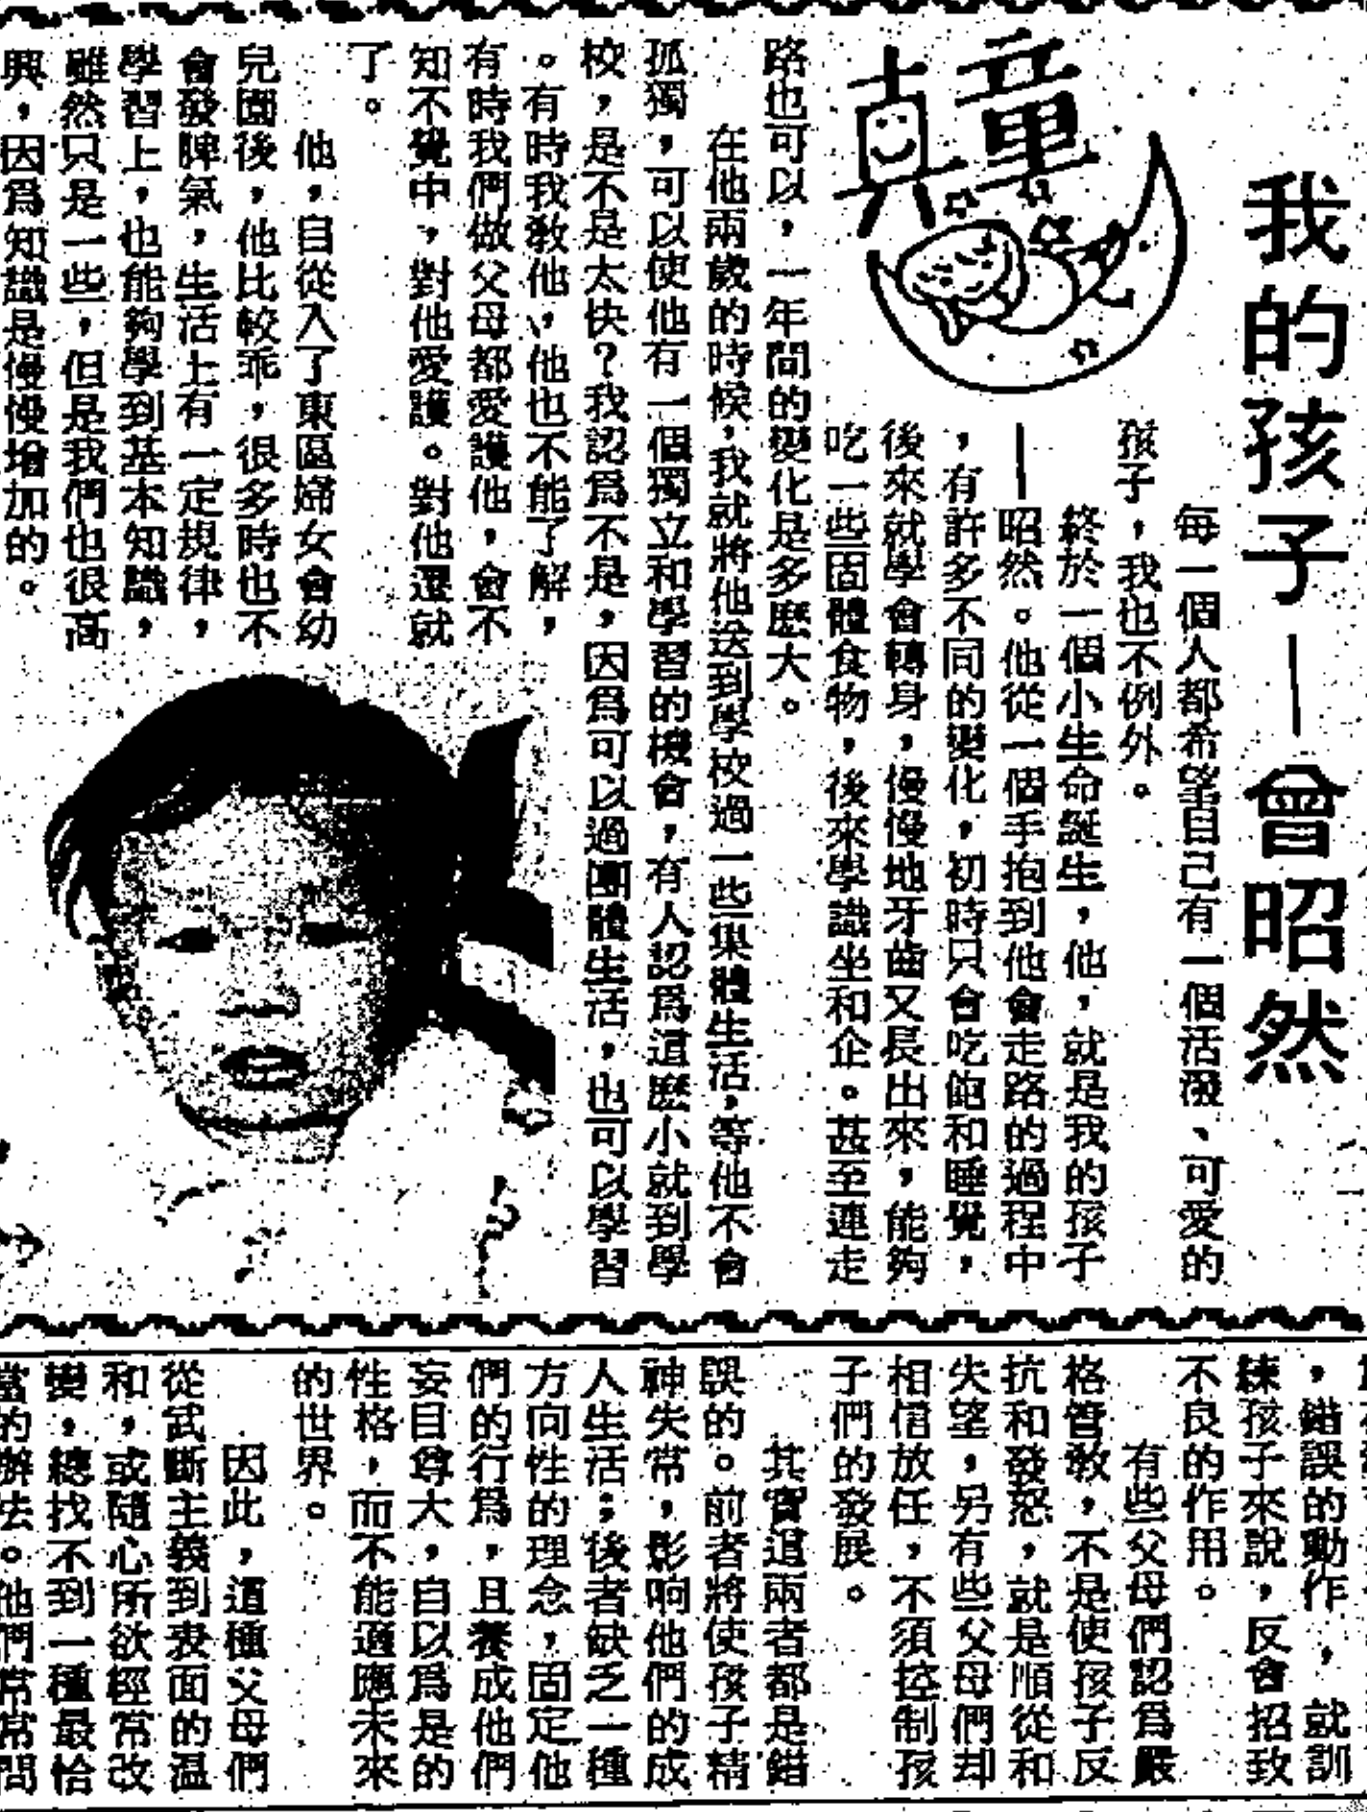 我的孩子—曾昭然
童真
每一個人都希望自己有一個活潑、可愛的
孩子，我也不例外。
終於一個小生命誕生，他，就是我的孩子
—昭然。他從一個手抱到他會走路的過程中
，有許多不同的變化，初時只會吃飽和睡覺，
後來就學會轉身，慢慢地牙齒又長出來，能夠
吃一些固體食物，後來學識坐和企。甚至連走
路也可以，一年間的變化是多麽大。
在他兩歲的時候，我就將他送到學校過一些集體生活，等他不會
孤獨，可以使他有一個獨立和學習的機會，有人認爲這麽小就到學
校，是不是太快？我認爲不是，因爲可以過團體生活，也可以學習
。有時我敎他，他也不能了解，
有時我們做父母都愛護他，會不
知不覺中，對他愛護。對他遷就
了。
他，自從入了東區婦女會幼
兒園後，他比較乖，很多時也不
會發脾氣，生活上有一定規律，
學習上，也能夠學到基本知識，
雖然只是一些，但是我們也很高
興，因爲知識是慢慢增加的。
，錯誤的動作，就訓
練孩子來說，反會招致
不良的作用。
有些父母們認爲嚴
格管敎，不是使孩子反
抗和發怒，就是順從和
失望，另有些父母們却
相信放任，不須控制孩
子們的發展。
其實這兩者都是錯
誤的。前者將使孩子精
神失常，影响他們的成
人生活；後者缺乏一種
方向性的理念，固定他
們的行爲，且養成他們
妄自尊大，自以爲是的
性格，而不能適應未來
的世界。
因此，這種父母們
從武斷主義到表面的温
和，或隨心所欲經常改
變，總找不到一種最恰
當的辦法。他們常常問